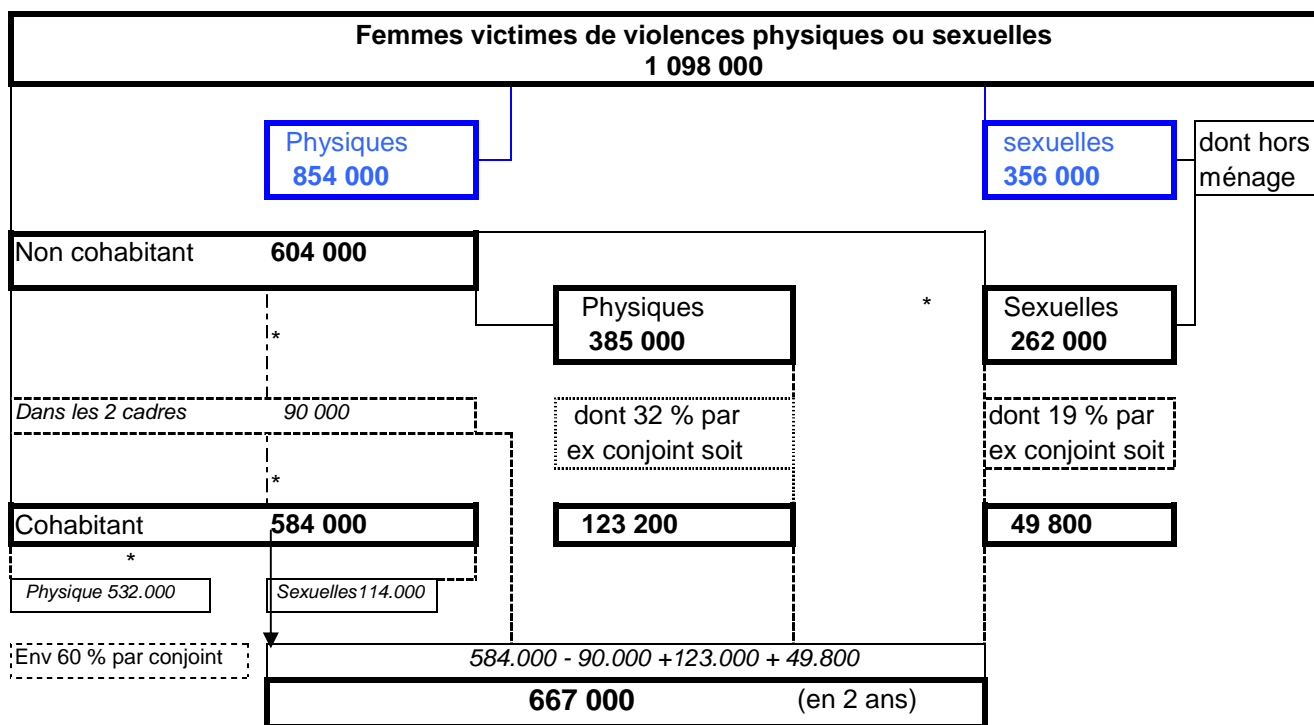 Femmes victimes de violences physiques ou sexuelles
1 098 000
Physiques
854 000
sexuelles
356 000
dont hors
ménage
Non cohabitant 604 000
Physiques
385 000
*
Sexuelles
262 000
*
Dans les 2 cadres 90 000
dont 32 % par
ex conjoint soit
dont 19 % par
ex conjoint soit
*
Cohabitant 584 000
123 200
49 800
*
Physique 532.000
Sexuelles114.000
Env 60 % par conjoint
584.000 - 90.000 +123.000 + 49.800
667 000 (en 2 ans)